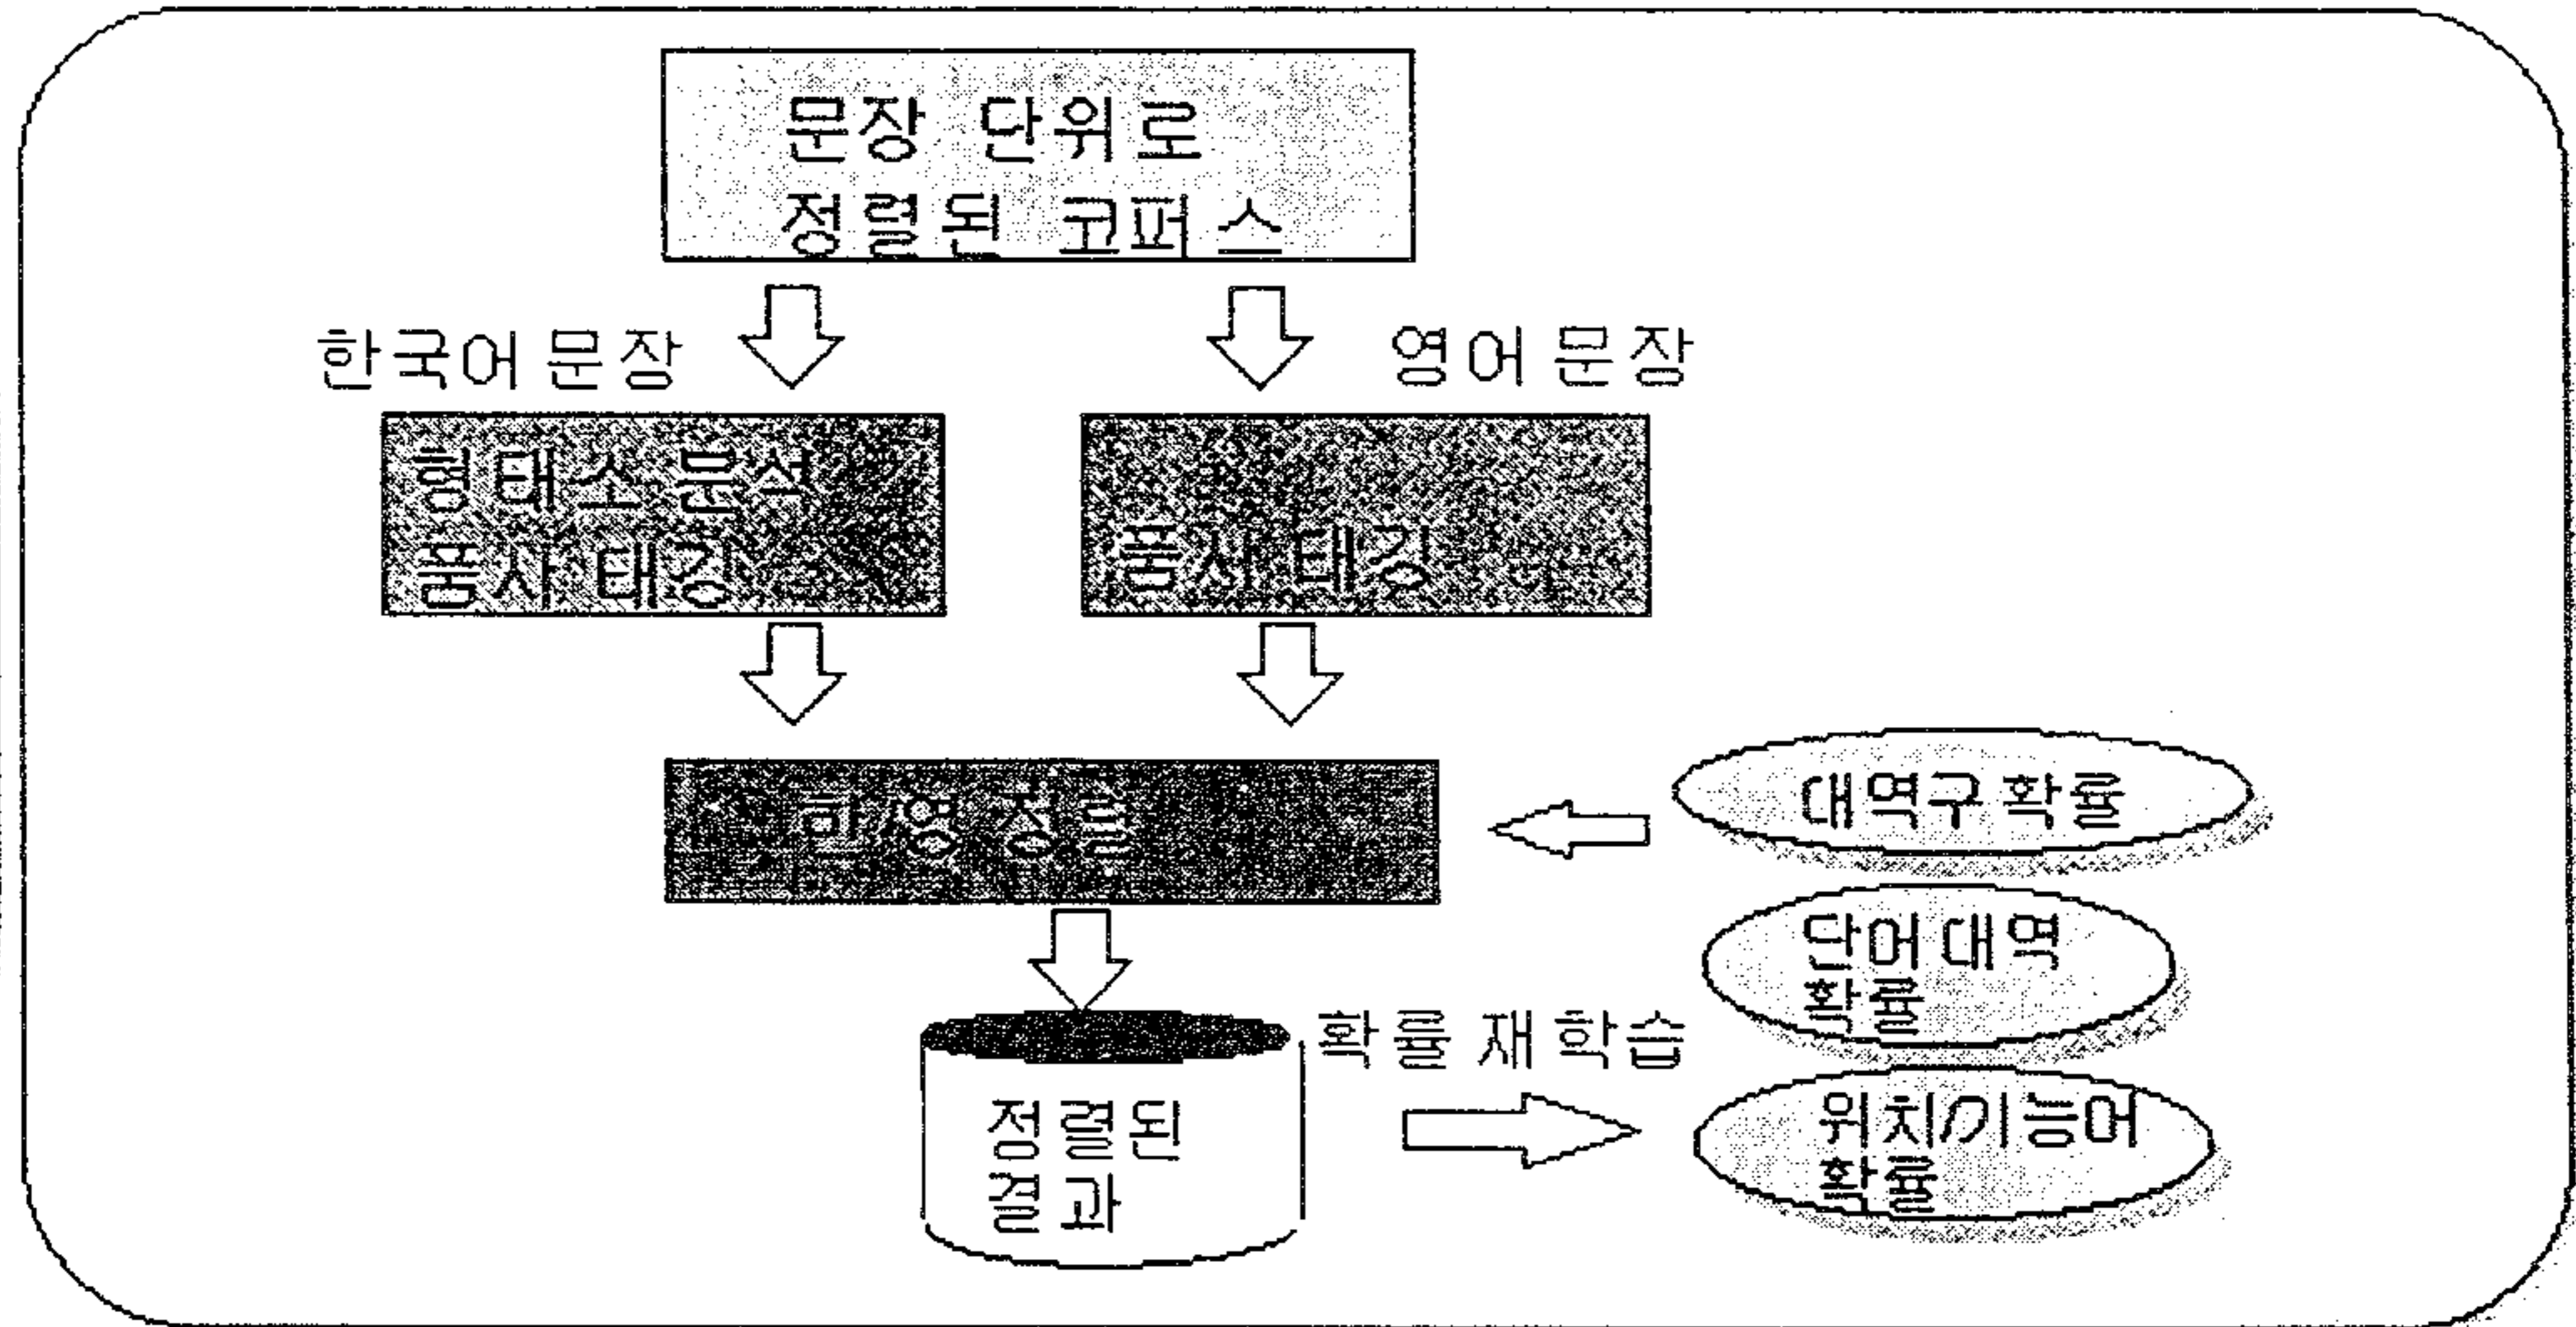 문장 단위로
정렬된 코퍼스
한국어 문장
영어 문장
형태소 분석
품사 태깅
품사 태깅
한영 정렬
대역구 확률
단어 대역
확률
확률 재학습
정렬된
결과
위치/기능어
확률